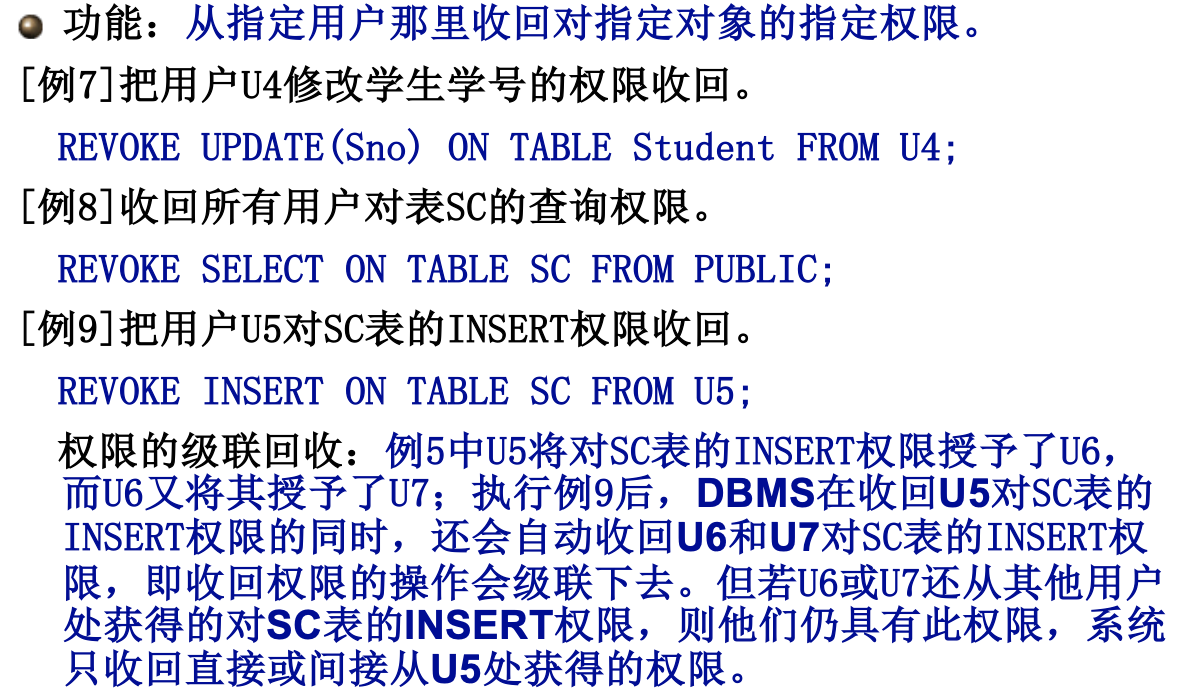 功能：从指定用户那里收回对指定对象的指定权限。
[例7]把用户U4修改学生学号的权限收回。
REVOKE UPDATE(Sno) ON TABLE Student FROM U4;
[例8]收回所有用户对表SC的查询权限。
REVOKE SELECT ON TABLE SC FROM PUBLIC;
[例9]把用户U5对SC表的INSERT权限收回。
REVOKE INSERT ON TABLE SC FROM U5;
权限的级联回收：例5中U5将对SC表的INSERT权限授予了U6，
而U6又将其授予了U7；执行例9后，DBMS在收回U5对SC表的
INSERT权限的同时，还会自动收回U6和U7对SC表的INSERT权
限，即收回权限的操作会级联下去。但若U6或U7还从其他用户
处获得的对SC表的INSERT权限，则他们仍具有此权限，系统
只收回直接或间接从U5处获得的权限。